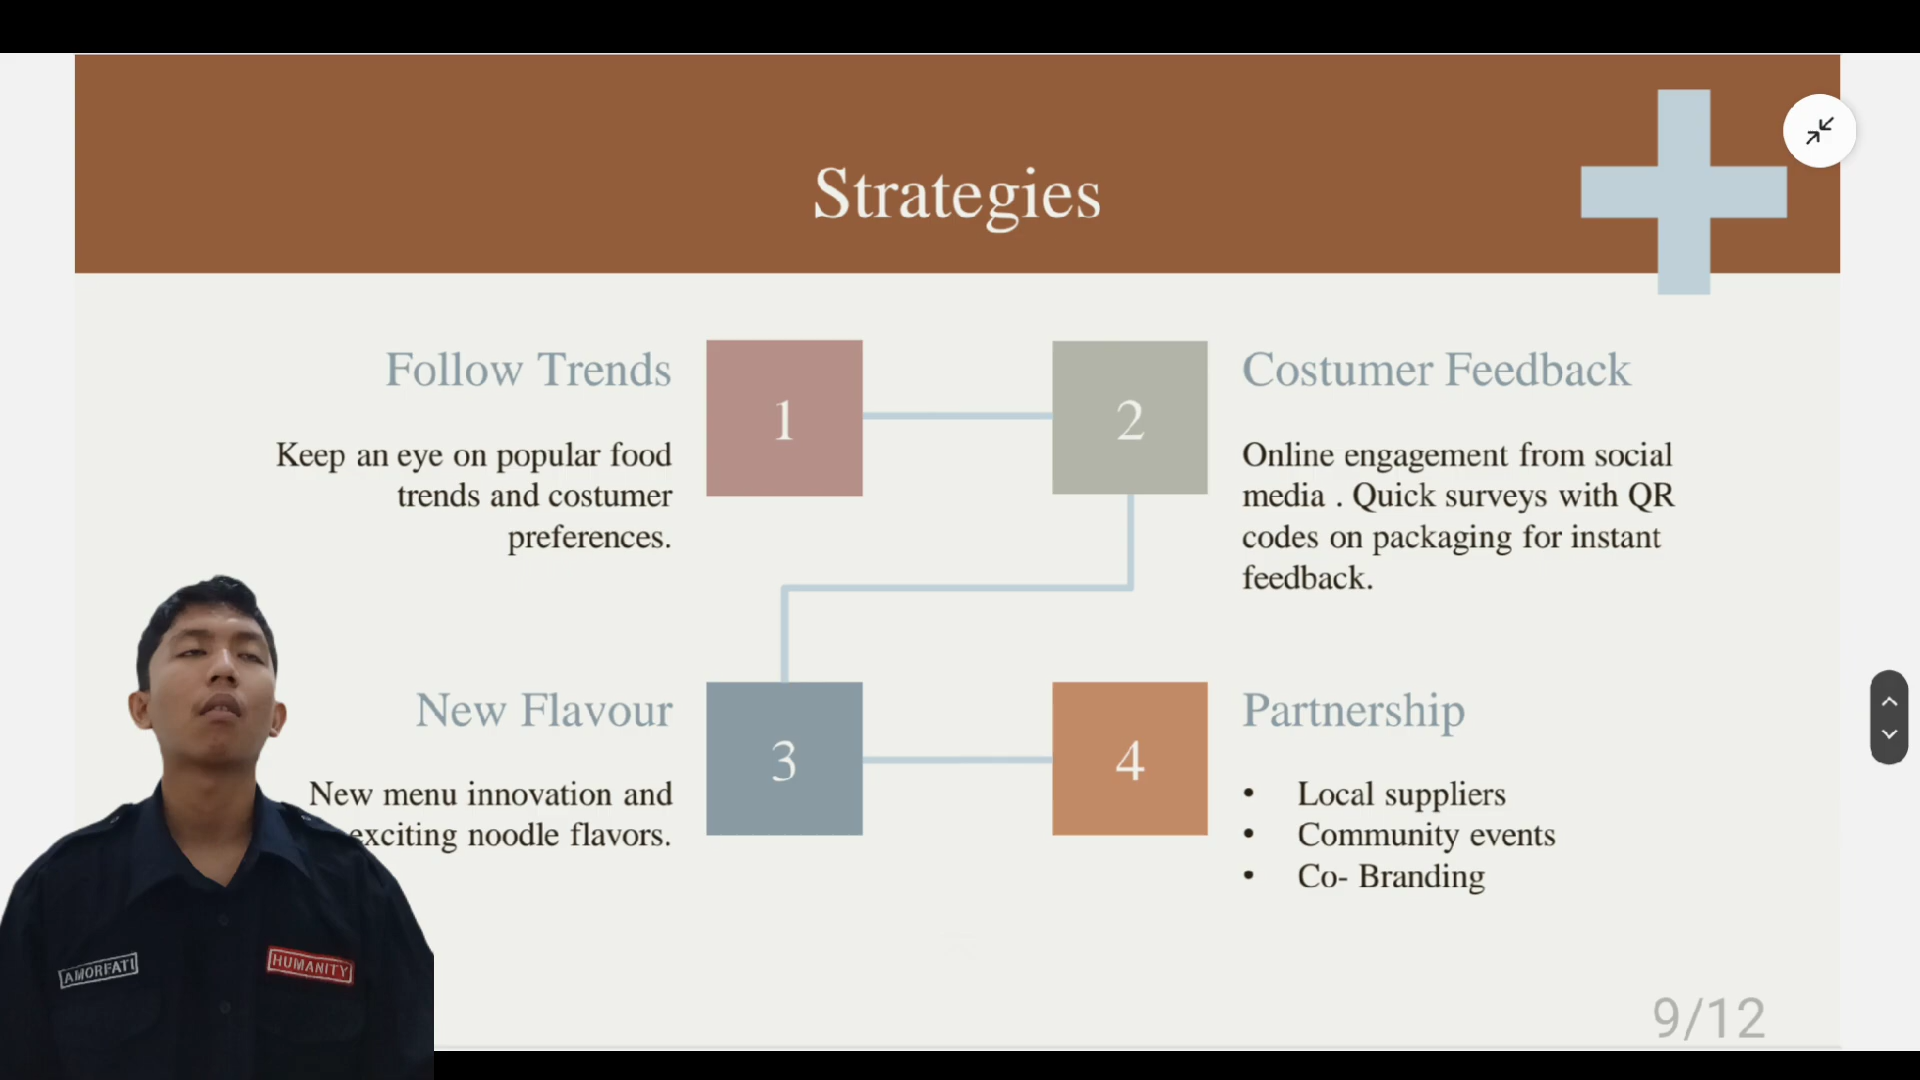 Strategies
Follow Trends
Keep an eye on popular food
trends and costumer
preferences.
1
2
Costumer Feedback
Online engagement from social
media . Quick surveys with QR
codes on packaging for instant
feedback.
New Flavour
New menu innovation and
exciting noodle flavors.
3
4
Partnership
• Local suppliers
• Community events
• Co- Branding
AMORFATI
HUMANITY
9/12